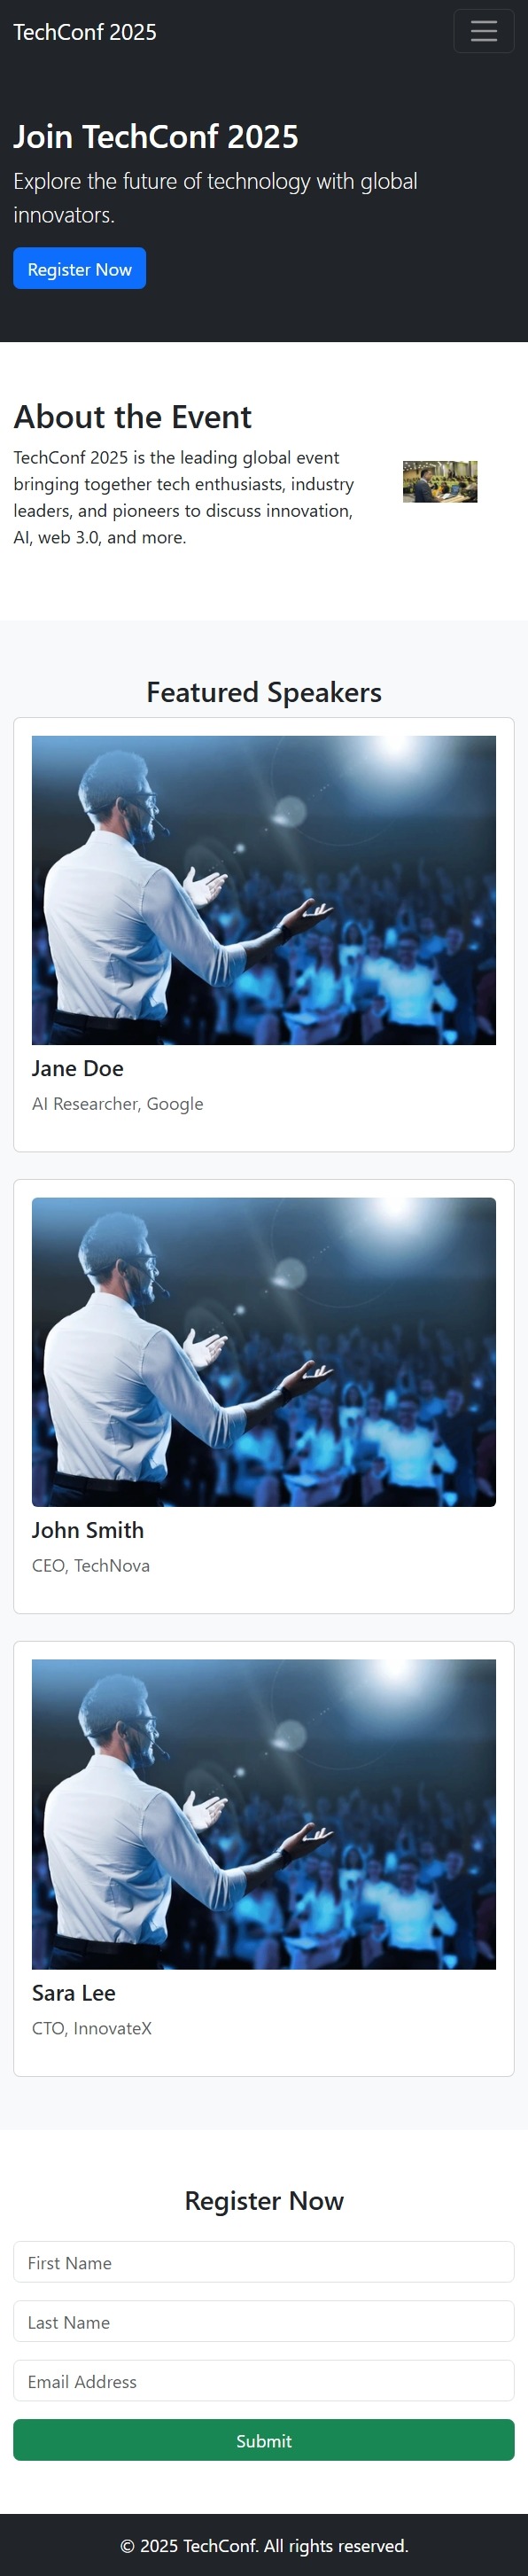 TechConf 2025
Join TechConf 2025
Explore the future of technology with global
innovators.
Register Now
About the Event
TechConf 2025 is the leading global event
bringing together tech enthusiasts, industry
leaders, and pioneers to discuss innovation,
AI, web 3.0, and more.
Featured Speakers
Jane Doe
AI Researcher, Google
John Smith
CEO, TechNova
Sara Lee
CTO, InnovateX
Register Now
First Name
Last Name
Email Address
Submit
© 2025 TechConf. All rights reserved.